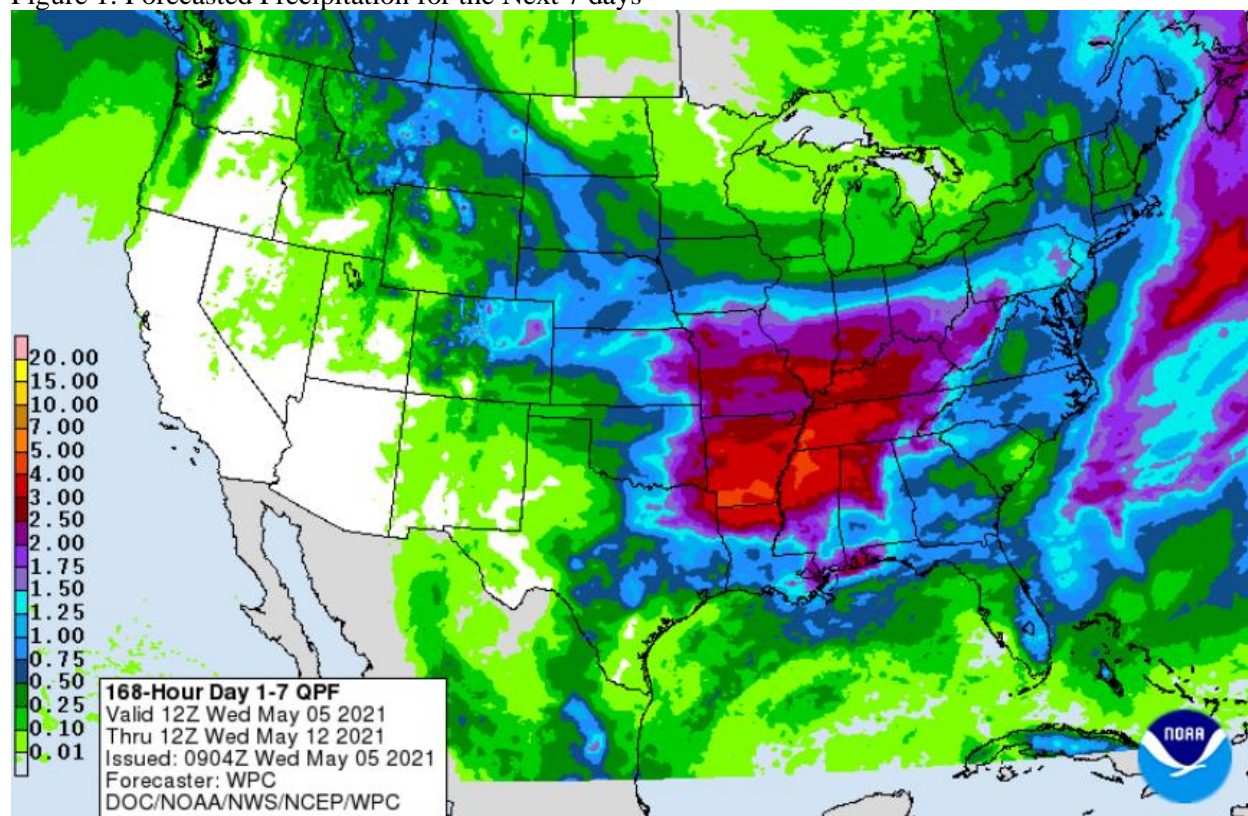 Figure 1. Forecasted Precipitation for the Next 7 days
20.00
15.00
10.00
7.00
5.00
4.00
3.00
2.50
2.00
1.75
1.50
1.25
1.00
0.75
0.50
0.25
0.10
0.01
168-Hour Day 1-7 QPF
Valid 12Z Wed May 05 2021
Thru 12Z Wed May 12 2021
Issued: 0904Z Wed May 05 2021
Forecaster: WPC
DOC/NOAA/NWS/NCEP/WPC
NOAA